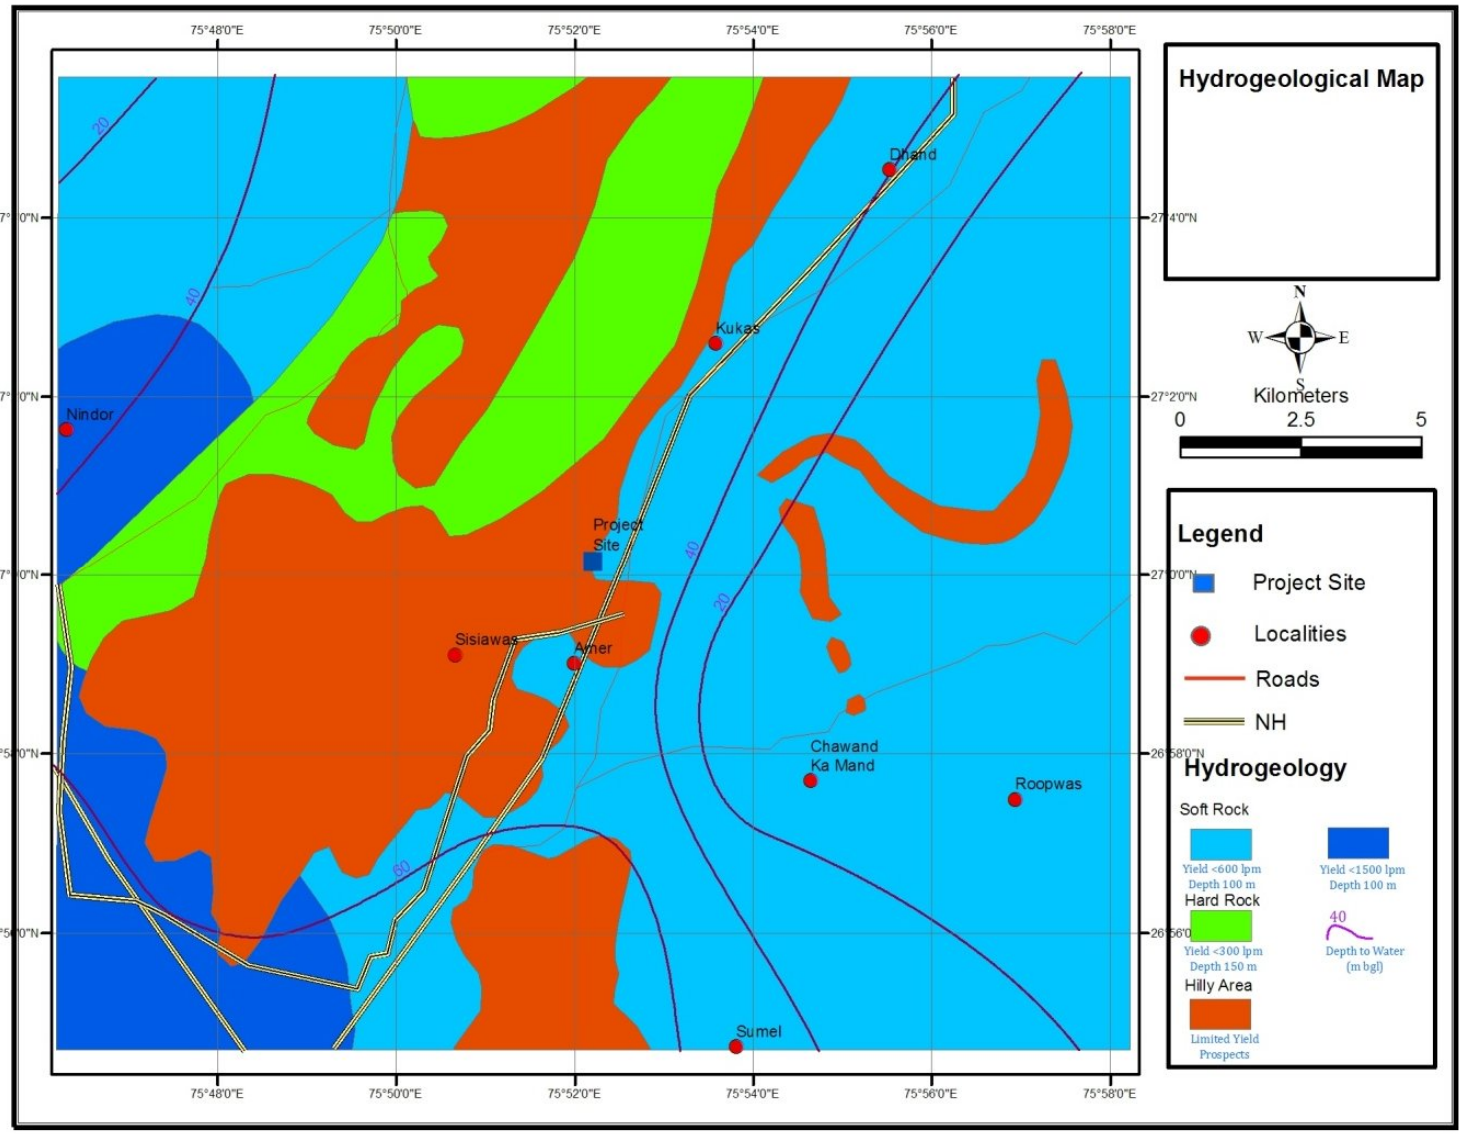 75°48'0"E 75°50'0"E 75°52'0"E 75°54'0"E 75°56'0"E 75°58'0"E
Hydrogeological Map
20
Dhand
27°4'0"N
40
N
W E
S
Kukas
Kilometers
27°2'0"N
0 2.5 5
Nindor
Project
Site
Legend
40
27°0'0"N
Project Site
20
Sisiawas
Amer
Localities
Roads
NH
Chawand
Ka Mand
26°58'0"N
Roopwas
Hydrogeology
Soft Rock
Yield <600 lpm
Depth 100 m
Yield <1500 lpm
Depth 100 m
60
Hard Rock
40
26°56'0
Yield <300 lpm
Depth 150 m
Depth to Water
(m bgl)
Hilly Area
Limited Yield
Prospects
Sumel
75°48'0"E 75°50'0"E 75°52'0"E 75°54'0"E 75°56'0"E 75°58'0"E